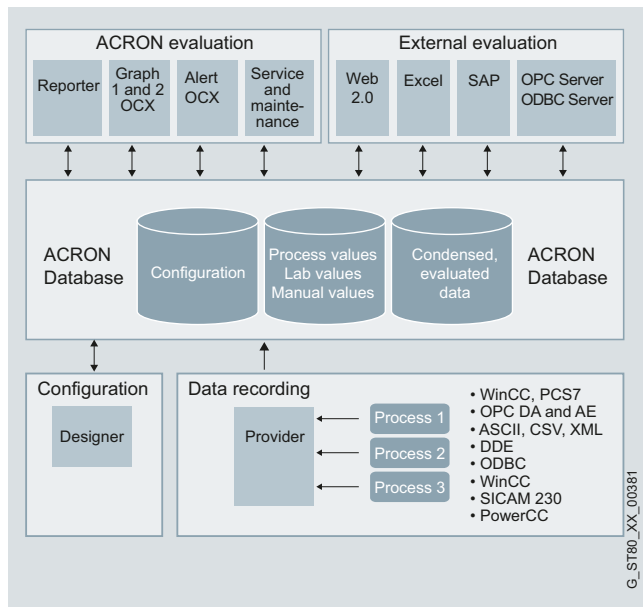 ACRON evaluation
Reporter
Graph
1 and 2
OCX
Alert
OCX
Service
and
mainte-
nance
External evaluation
Web
2.0
Excel
SAP
OPC Server
ODBC Server
ACRON
Database
Configuration
Process values
Lab values
Manual values
Condensed,
evaluated
data
ACRON
Database
Configuration
Designer
Data recording
Provider
Process 1
Process 2
Process 3
• WinCC, PCS7
• OPC DA and AE
• ASCII, CSV, XML
• DDE
• ODBC
• WinCC
• SICAM 230
• PowerCC
G_ST80_XX_00381